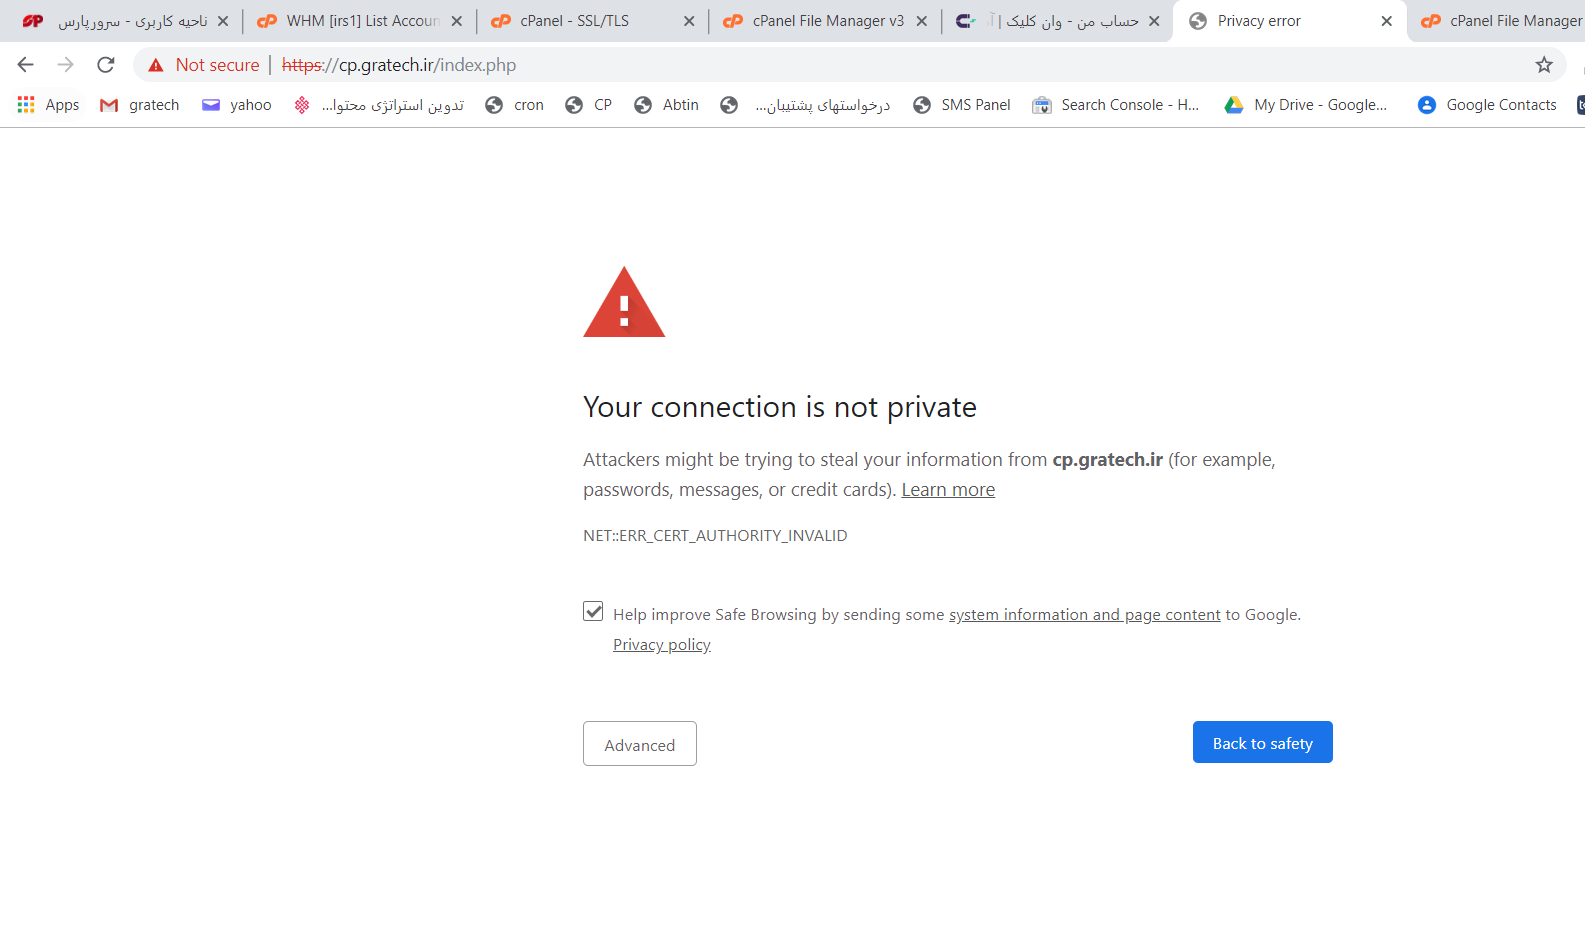 ناحیه کاربری - سرورپارس
WHM [irs1] List Accoun
cPanel - SSL/TLS
cPanel File Manager v3
حساب من - وان کلیک | آ
Privacy error
cPanel File Manager
Not secure | https://cp.gratech.ir/index.php
Apps
gratech
yahoo
تدوین استراتژی محتوا...
cron
CP
Abtin
درخواستهای پشتیبان...
SMS Panel
Search Console - H...
My Drive - Google...
Google Contacts
Your connection is not private
Attackers might be trying to steal your information from cp.gratech.ir (for example,
passwords, messages, or credit cards). Learn more
NET::ERR_CERT_AUTHORITY_INVALID
Help improve Safe Browsing by sending some system information and page content to Google.
Privacy policy
Advanced
Back to safety